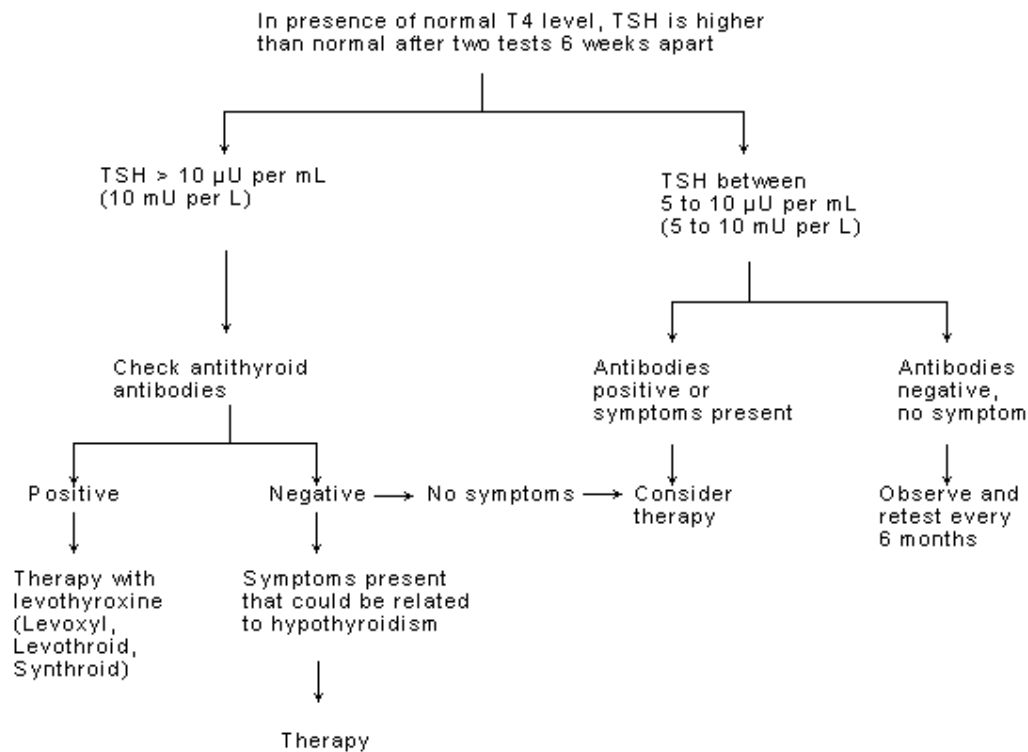 In presence of normal T4 level, TSH is higher
than normal after two tests 6 weeks apart
TSH > 10 µU per mL
(10 mU per L)
TSH between
5 to 10 µU per mL
(5 to 10 mU per L)
Check antithyroid
antibodies
Antibodies
positive or
symptoms present
Antibodies
negative,
no symptom
Positive
Negative
No symptoms
Consider
therapy
Observe and
retest every
6 months
Therapy with
levothyroxine
(Levoxyl,
Levothroid,
Synthroid)
Symptoms present
that could be related
to hypothyroidism
Therapy